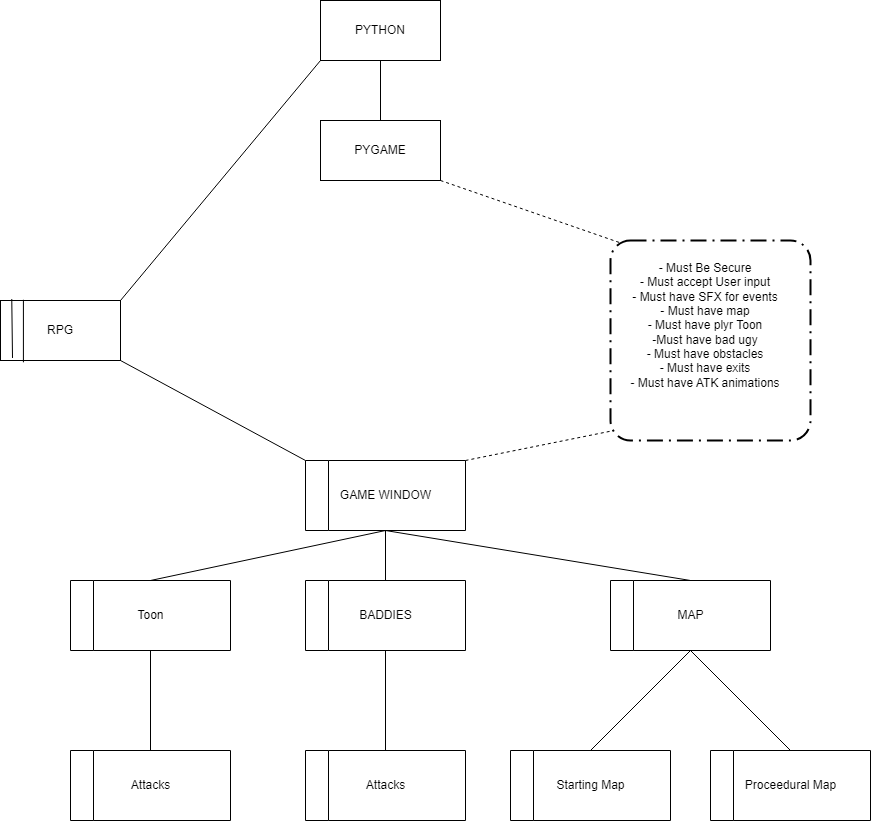 PYTHON
PYGAME
- Must Be Secure
- Must accept User input
- Must have SFX for events
- Must have map
- Must have plyr Toon
-Must have bad ugy
- Must have obstacles
- Must have exits
- Must have ATK animations
RPG
GAME WINDOW
Toon
BADDIES
MAP
Attacks
Attacks
Starting Map
Proceedural Map